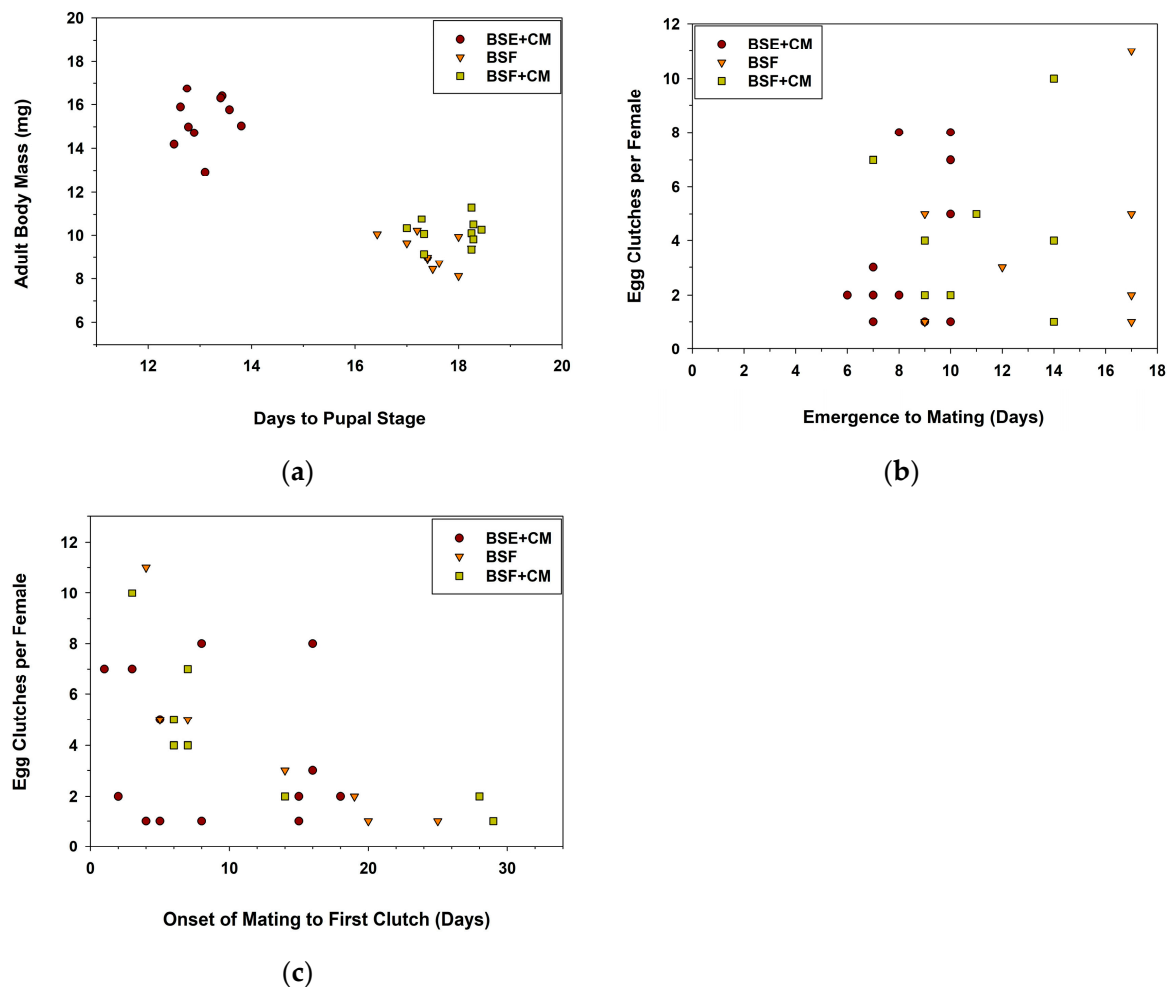 20
18
16
14
12
10
8
6
Adult Body Mass (mg)
12
14
16
18
20
Days to Pupal Stage
BSE+CM
BSF
BSF+CM
(a)
12
10
8
6
4
2
0
Egg Clutches per Female
0
2
4
6
8
10
12
14
16
18
Emergence to Mating (Days)
BSE+CM
BSF
BSF+CM
(b)
12
10
8
6
4
2
0
Egg Clutches per Female
0
10
20
30
Onset of Mating to First Clutch (Days)
BSE+CM
BSF
BSF+CM
(c)